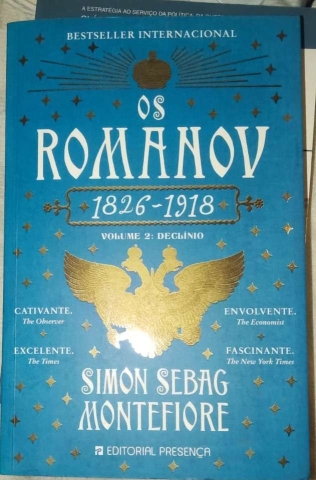 A ESTRATÉGIA AO SERVIÇO DA POLÍTICA
BESTSELLER INTERNACIONAL
OS
ROMANOV
1826-1918
VOLUME 2: DECLÍNIO
CATIVANTE.
The Observer
ENVOLVENTE.
The Economist
EXCELENTE.
The Times
FASCINANTE.
The New York Times
SIMON SEBAG
MONTEFIORE
EDITORIAL PRESENÇA